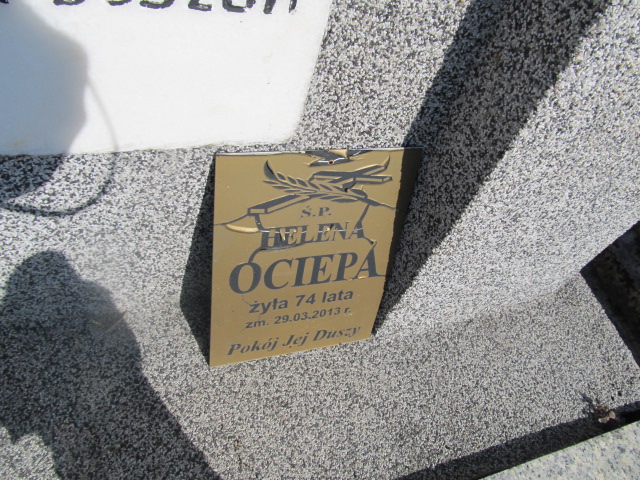 Ś.P.
HELENA
OCIEPA
żyła 74 lata
zm. 29.03.2013 r.
Pokój Jej Duszy